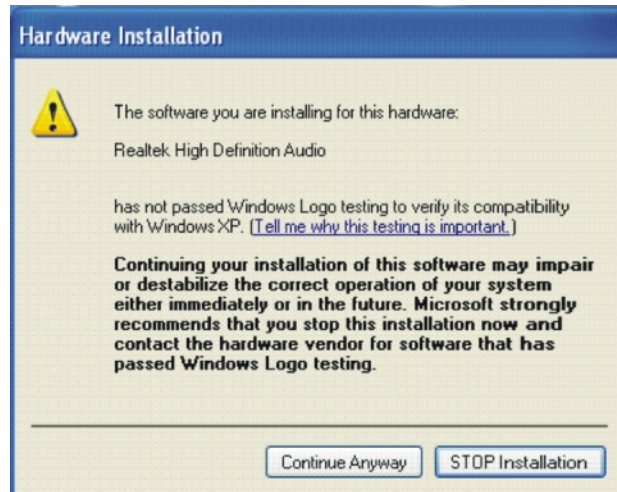 Hardware Installation
The software you are installing for this hardware:
Realtek High Definition Audio
has not passed Windows Logo testing to verify its compatibility
with Windows XP. (Tell me why this testing is important.)
Continuing your installation of this software may impair
or destabilize the correct operation of your system
either immediately or in the future. Microsoft strongly
recommends that you stop this installation now and
contact the hardware vendor for software that has
passed Windows Logo testing.
Continue Anyway
STOP Installation